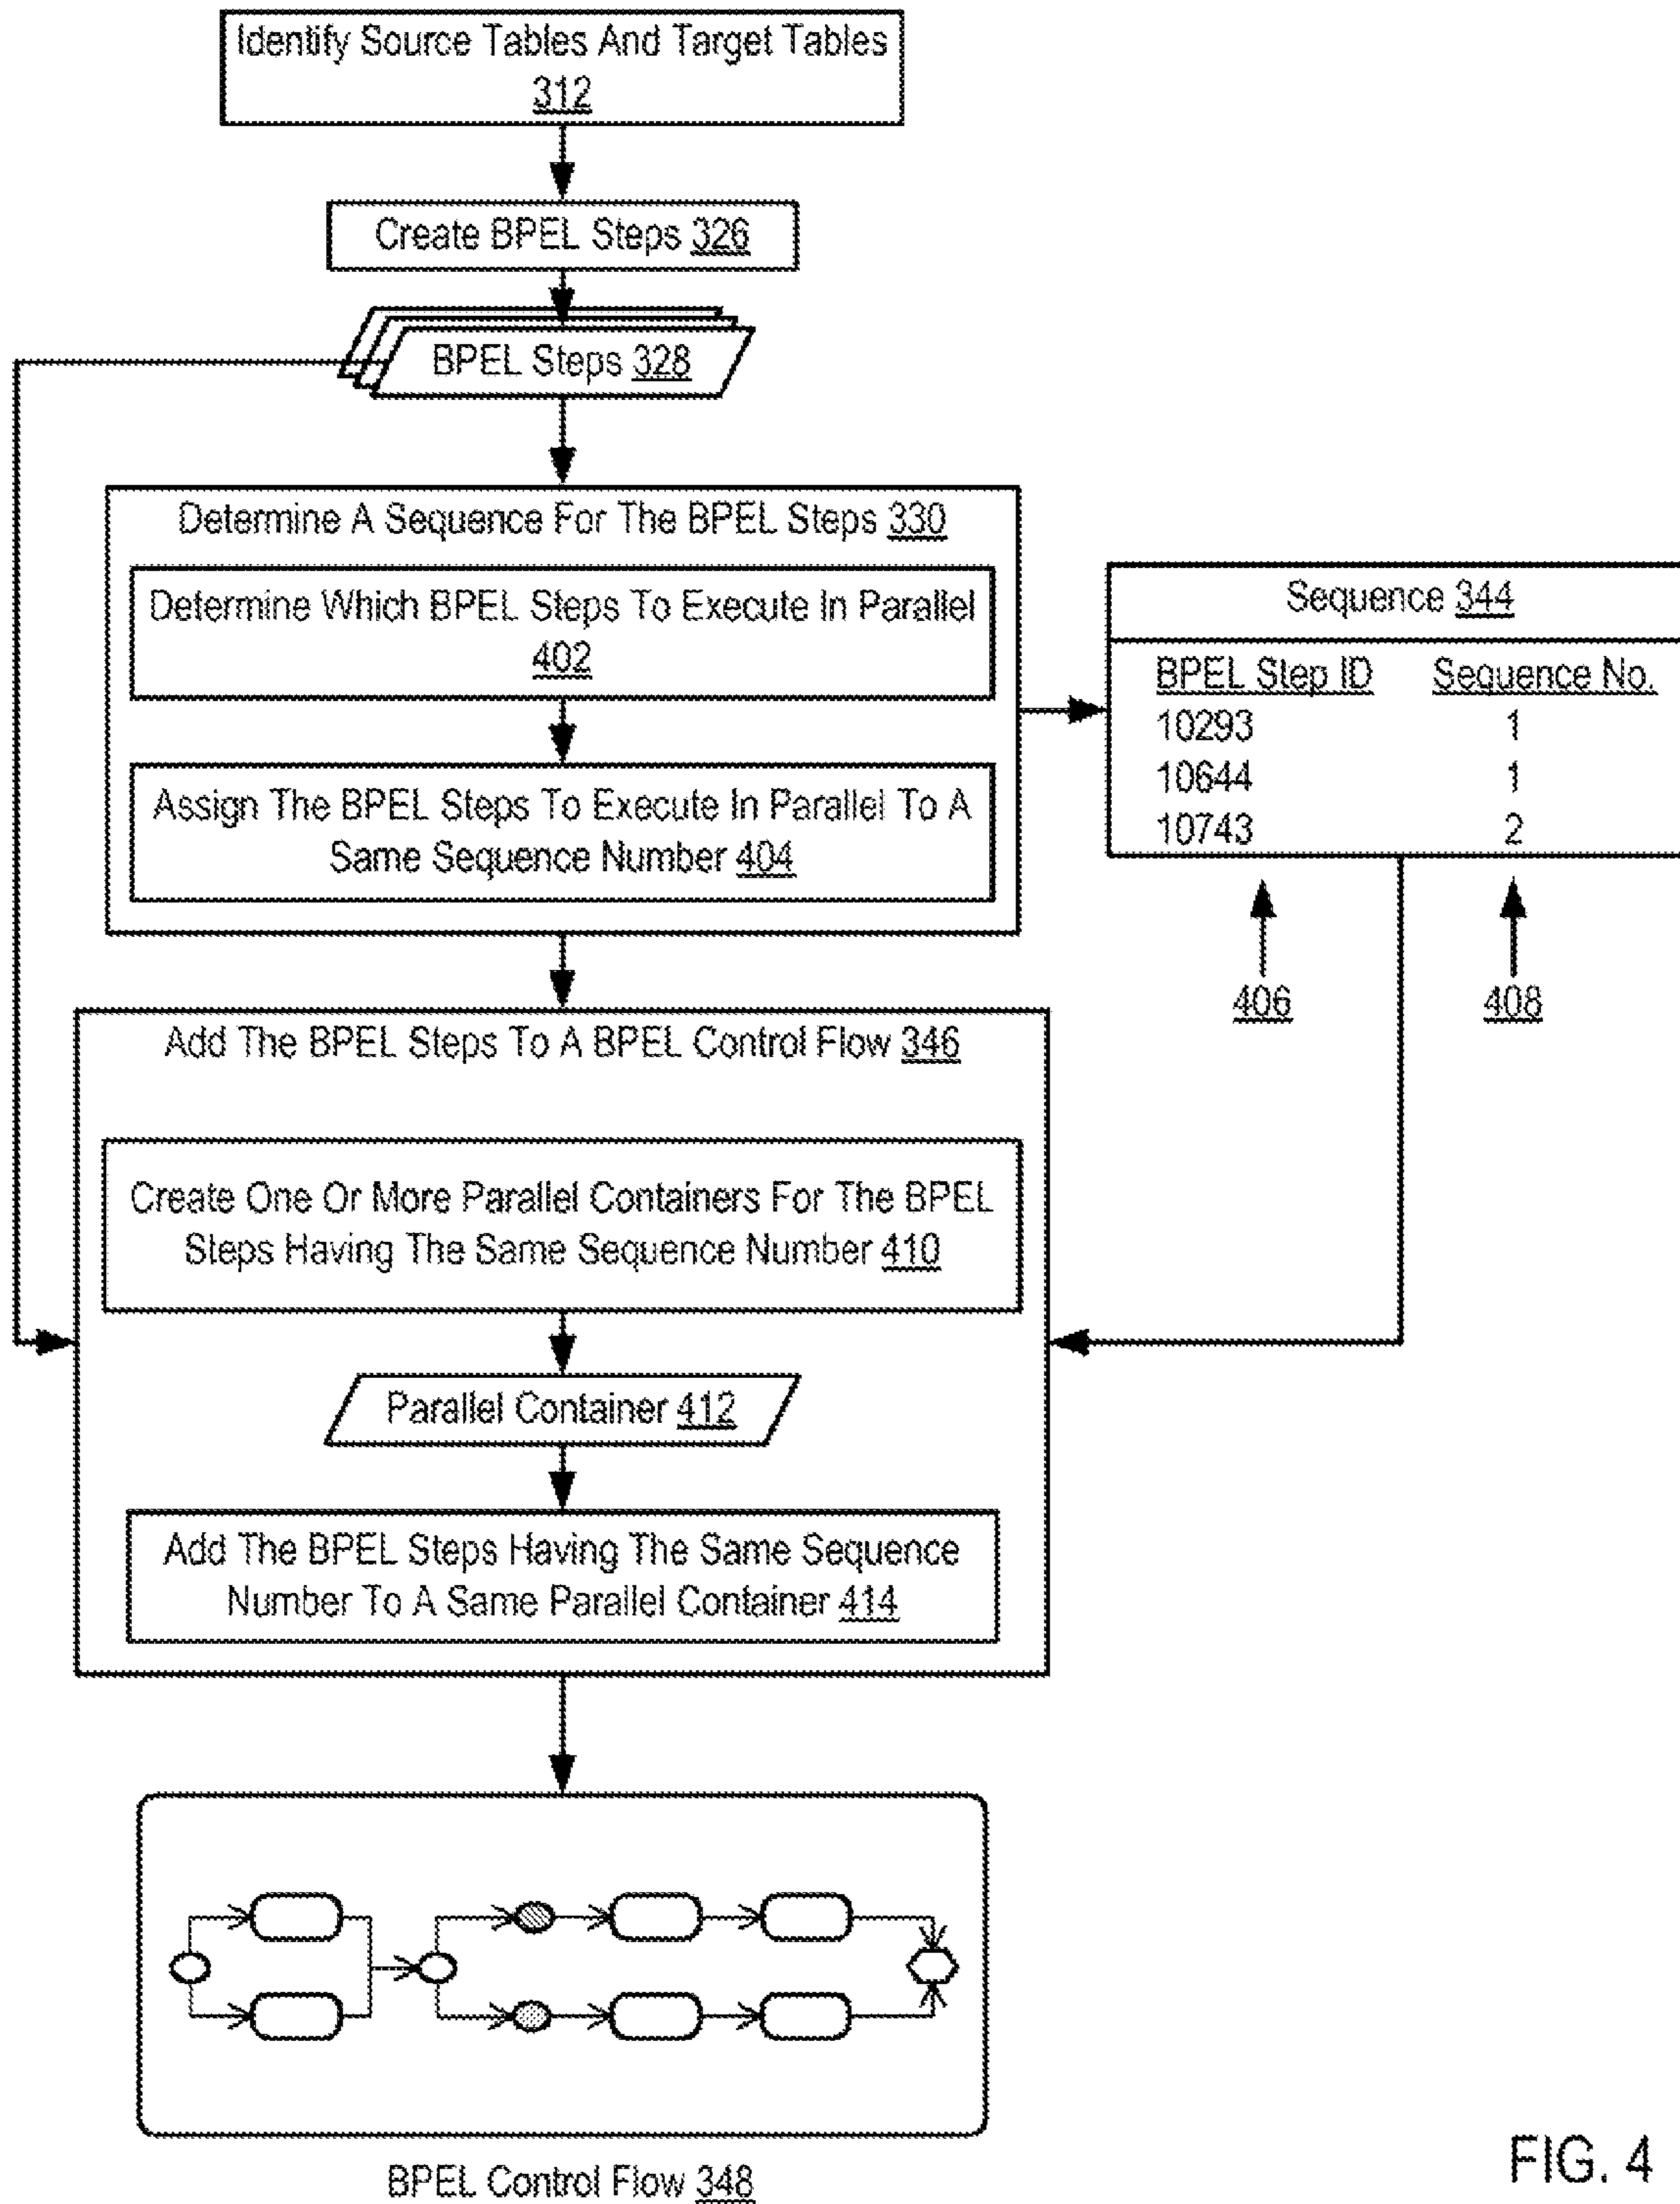 Identify Source Tables And Target Tables
312
Create BPEL Steps 326
BPEL Steps 328
Determine A Sequence For The BPEL Steps 330
Determine Which BPEL Steps To Execute In Parallel
402
Assign The BPEL Steps To Execute In Parallel To A
Same Sequence Number 404
Sequence 344
BPEL Step ID Sequence No.
10293 1
10644 1
10743 2
406 408
Add The BPEL Steps To A BPEL Control Flow 346
Create One Or More Parallel Containers For The BPEL
Steps Having The Same Sequence Number 410
Parallel Container 412
Add The BPEL Steps Having The Same Sequence
Number To A Same Parallel Container 414
BPEL Control Flow 348
FIG. 4